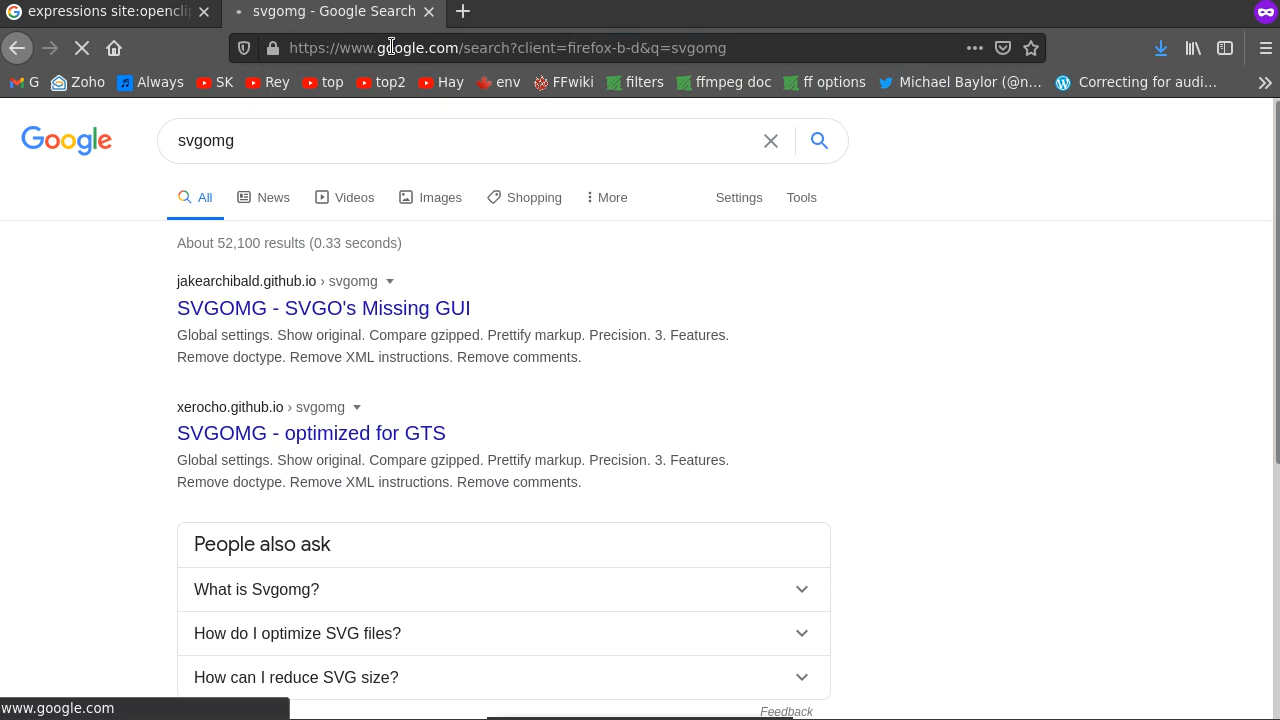 expressions site:opencli
svgomg - Google Search
https://www.google.com/search?client=firefox-b-d&q=svgomg
G
Zoho
Always
SK
Rey
top
top2
Hay
env
FFwiki
filters
ffmpeg doc
ff options
Michael Baylor (@n...
Correcting for audi...
Google
svgomg
All
News
Videos
Images
Shopping
More
Settings
Tools
About 52,100 results (0.33 seconds)
jakearchibald.github.io › svgomg
SVGOMG - SVGO's Missing GUI
Global settings. Show original. Compare gzipped. Prettify markup. Precision. 3. Features.
Remove doctype. Remove XML instructions. Remove comments.
xerocho.github.io › svgomg
SVGOMG - optimized for GTS
Global settings. Show original. Compare gzipped. Prettify markup. Precision. 3. Features.
Remove doctype. Remove XML instructions. Remove comments.
People also ask
What is Svgomg?
How do I optimize SVG files?
How can I reduce SVG size?
Feedback
www.google.com